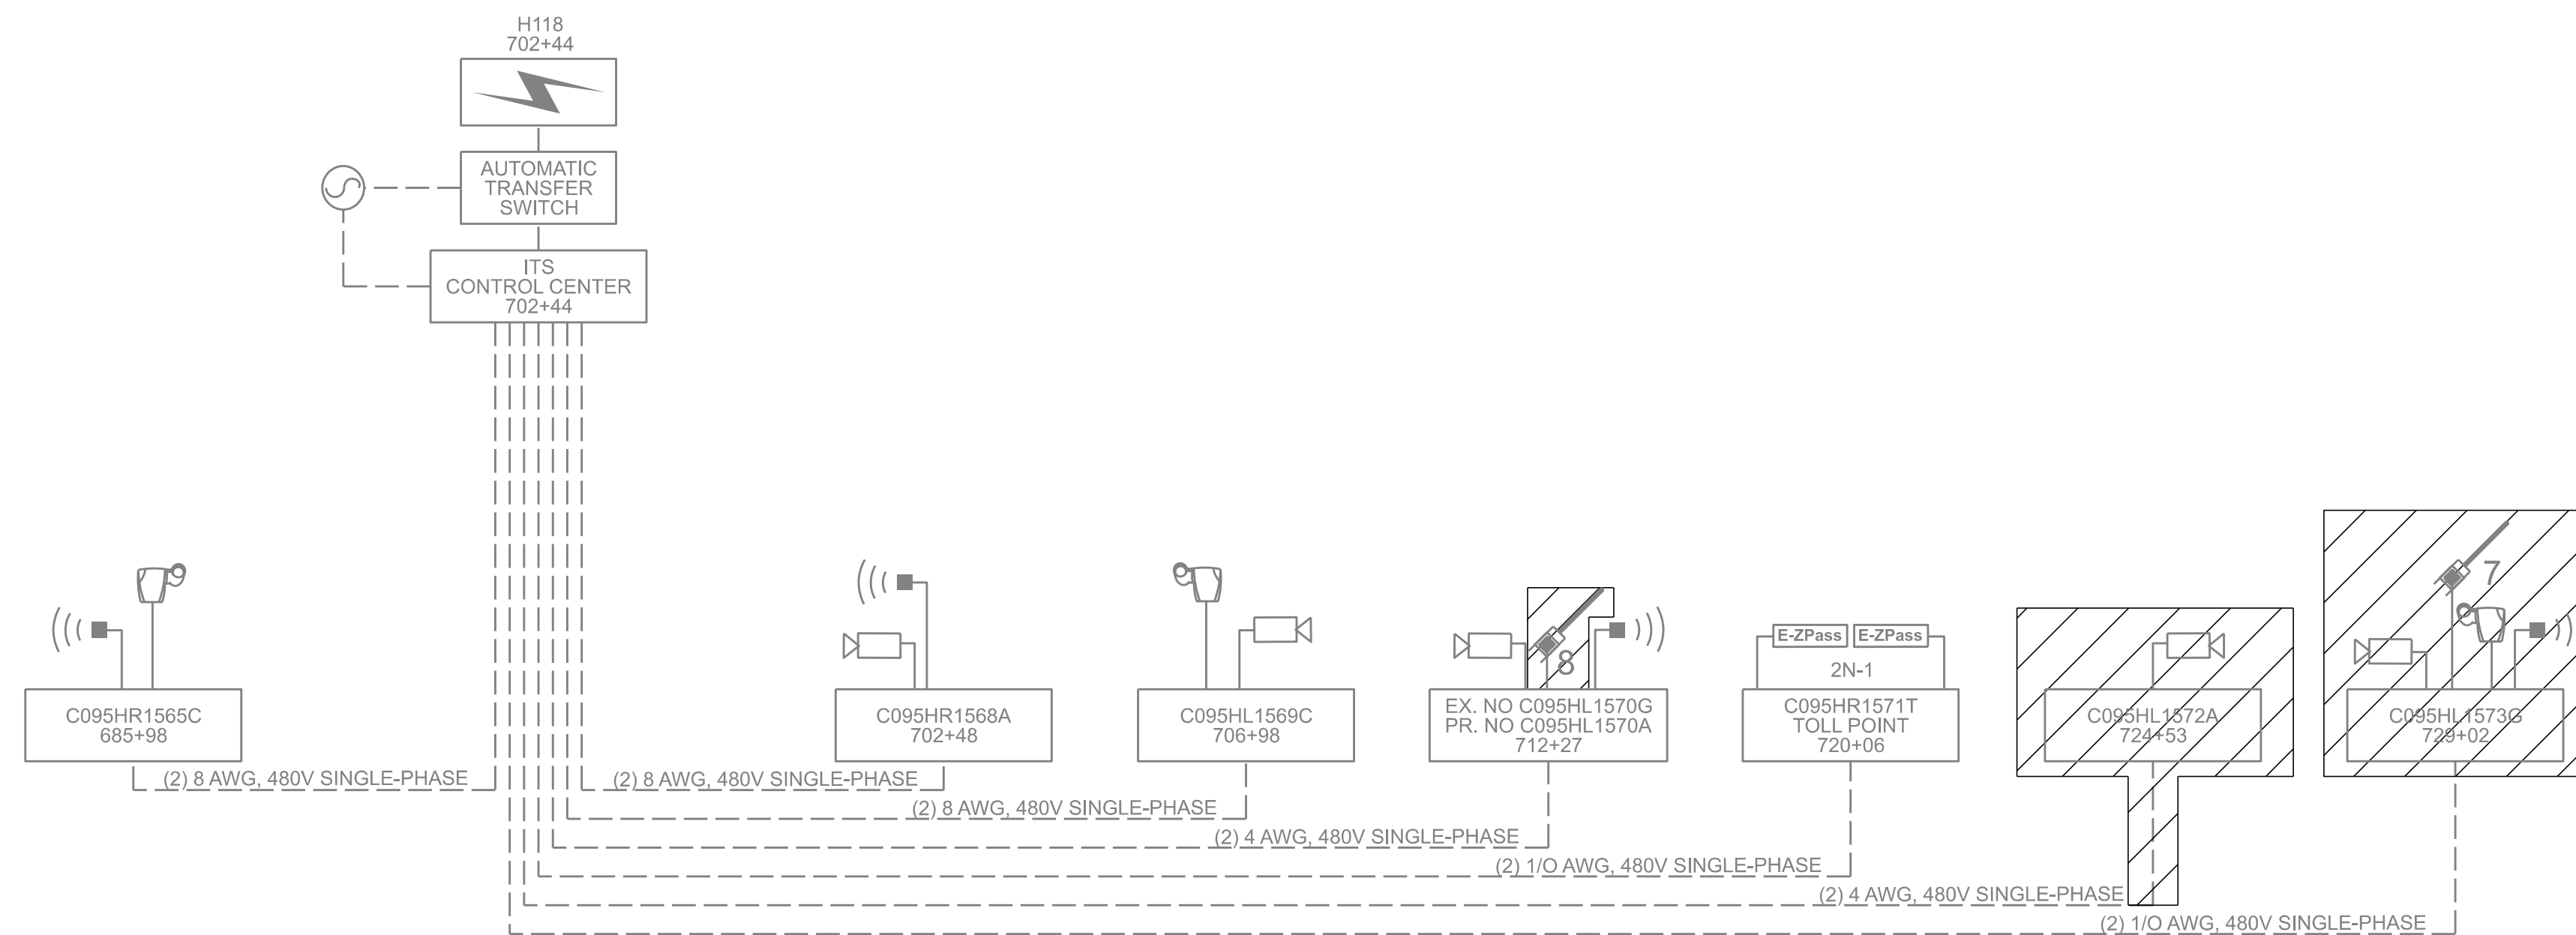 H118
702+44
AUTOMATIC
TRANSFER
SWITCH
ITS
CONTROL CENTER
702+44
7
8
E-ZPass E-ZPass
2N-1
C095HR1565C
685+98
C095HR1568A
702+48
C095HL1569C
706+98
EX. NO C095HL1570G
PR. NO C095HL1570A
712+27
C095HR1571T
TOLL POINT
720+06
C095HL1572A
724+53
C095HL1573G
729+02
(2) 8 AWG, 480V SINGLE-PHASE
(2) 8 AWG, 480V SINGLE-PHASE
(2) 8 AWG, 480V SINGLE-PHASE
(2) 4 AWG, 480V SINGLE-PHASE
(2) 1/O AWG, 480V SINGLE-PHASE
(2) 4 AWG, 480V SINGLE-PHASE
(2) 1/O AWG, 480V SINGLE-PHASE